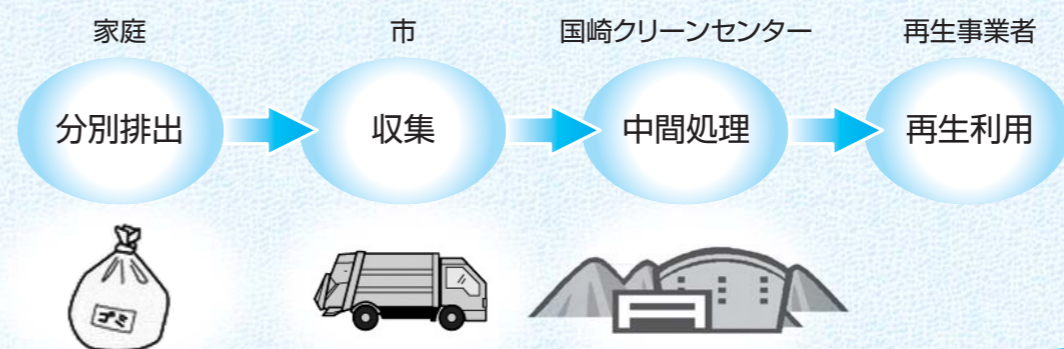 家庭
市
国崎クリーンセンター
再生事業者
分別排出
収集
中間処理
再生利用
ゴミ